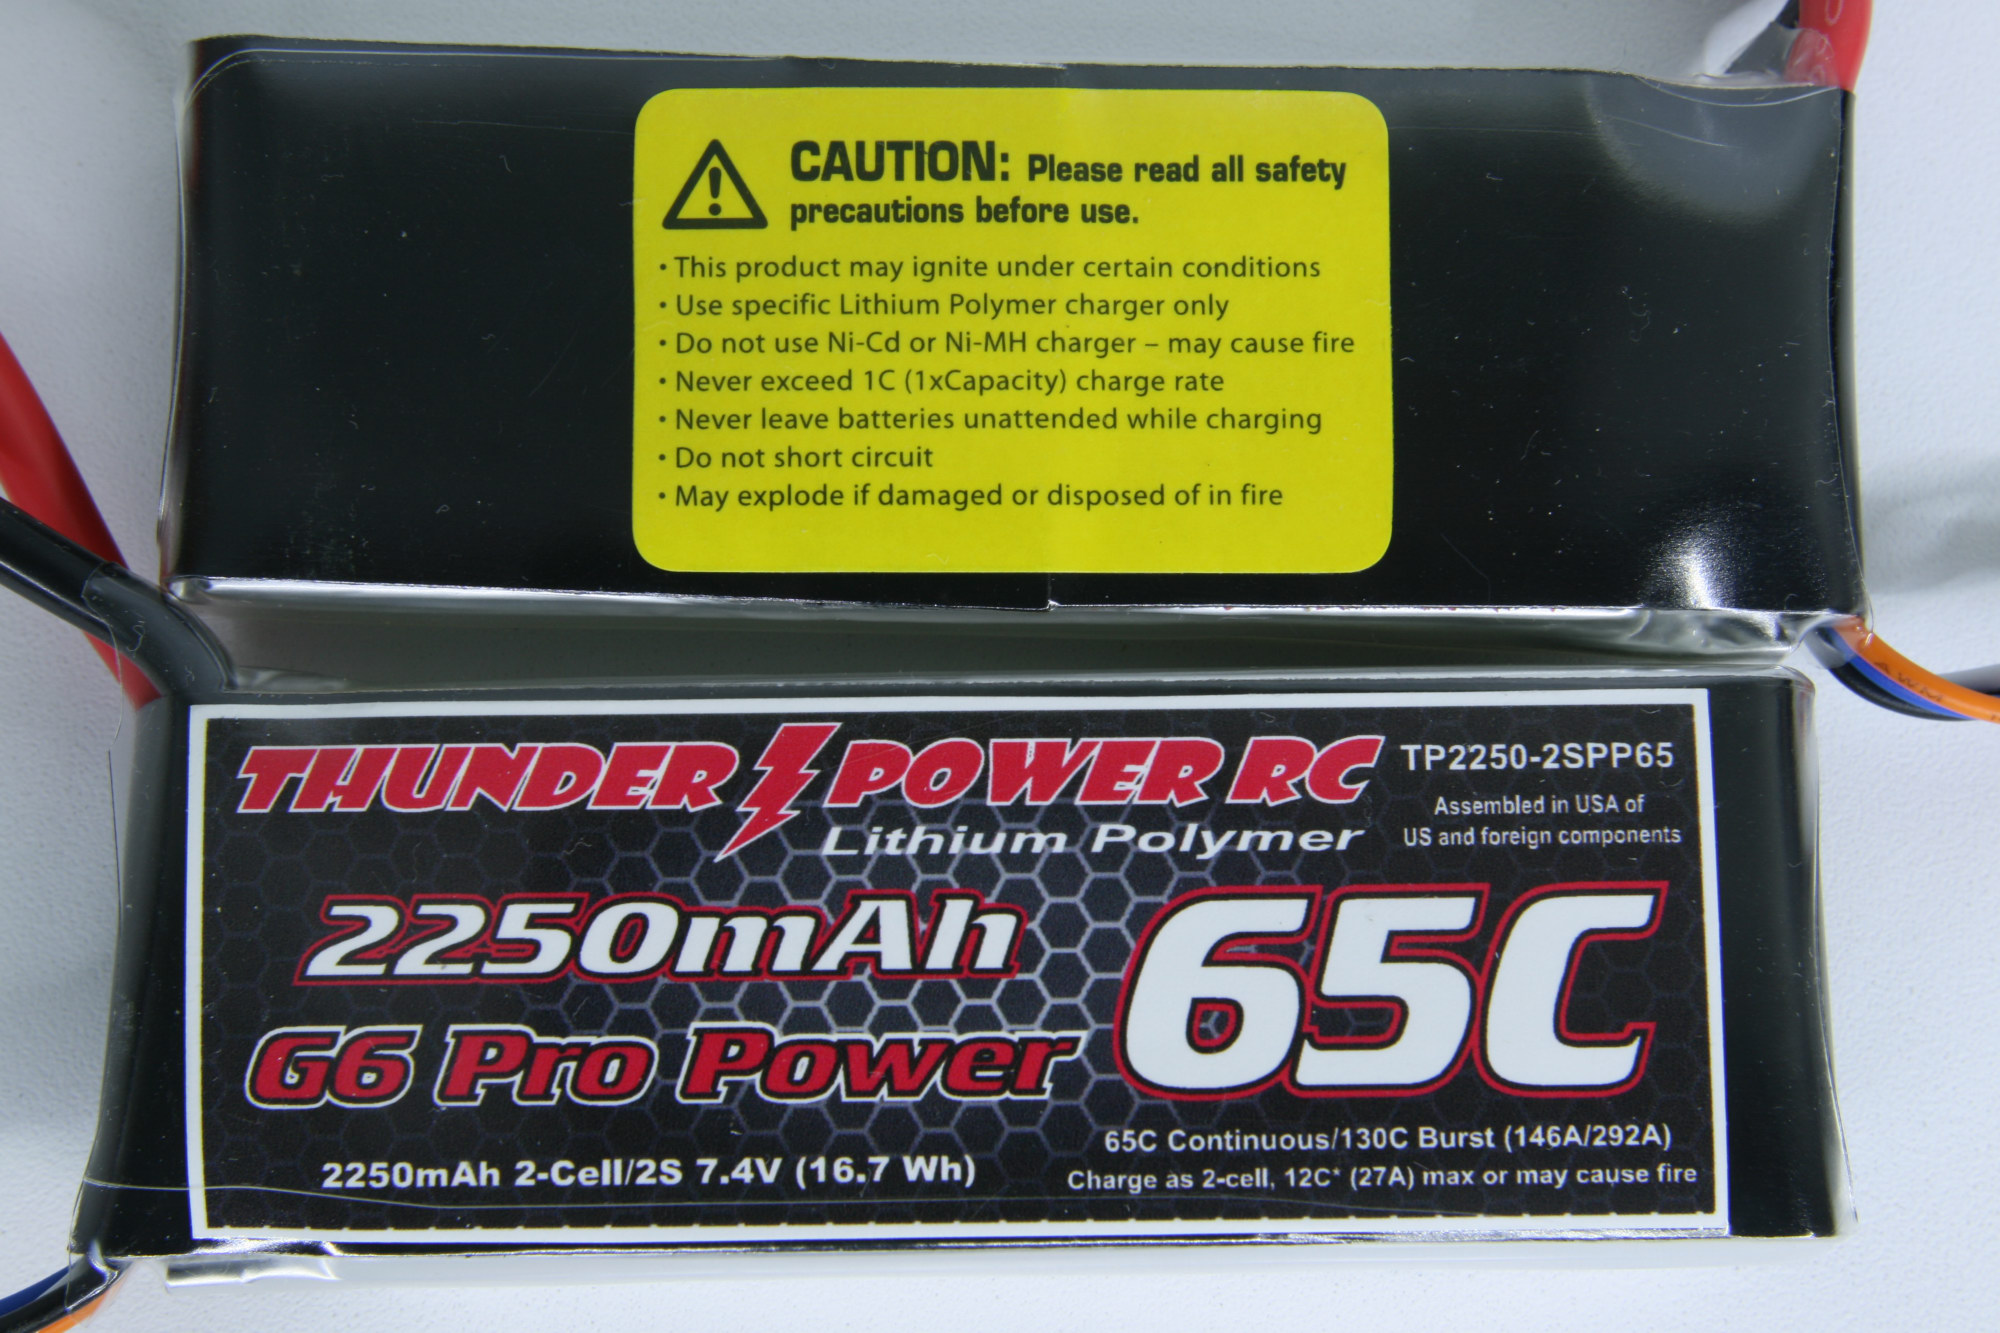 CAUTION: Please read all safety
precautions before use.
• This product may ignite under certain conditions
• Use specific Lithium Polymer charger only
• Do not use Ni-Cd or Ni-MH charger – may cause fire
• Never exceed 1C (1xCapacity) charge rate
• Never leave batteries unattended while charging
• Do not short circuit
• May explode if damaged or disposed of in fire
THUNDER POWER RC
Lithium Polymer
TP2250-2SPP65
Assembled in USA of
US and foreign components
2250mAh
65C
G6 Pro Power
2250mAh 2-Cell/2S 7.4V (16.7 Wh)
65C Continuous/130C Burst (146A/292A)
Charge as 2-cell, 12C* (27A) max or may cause fire